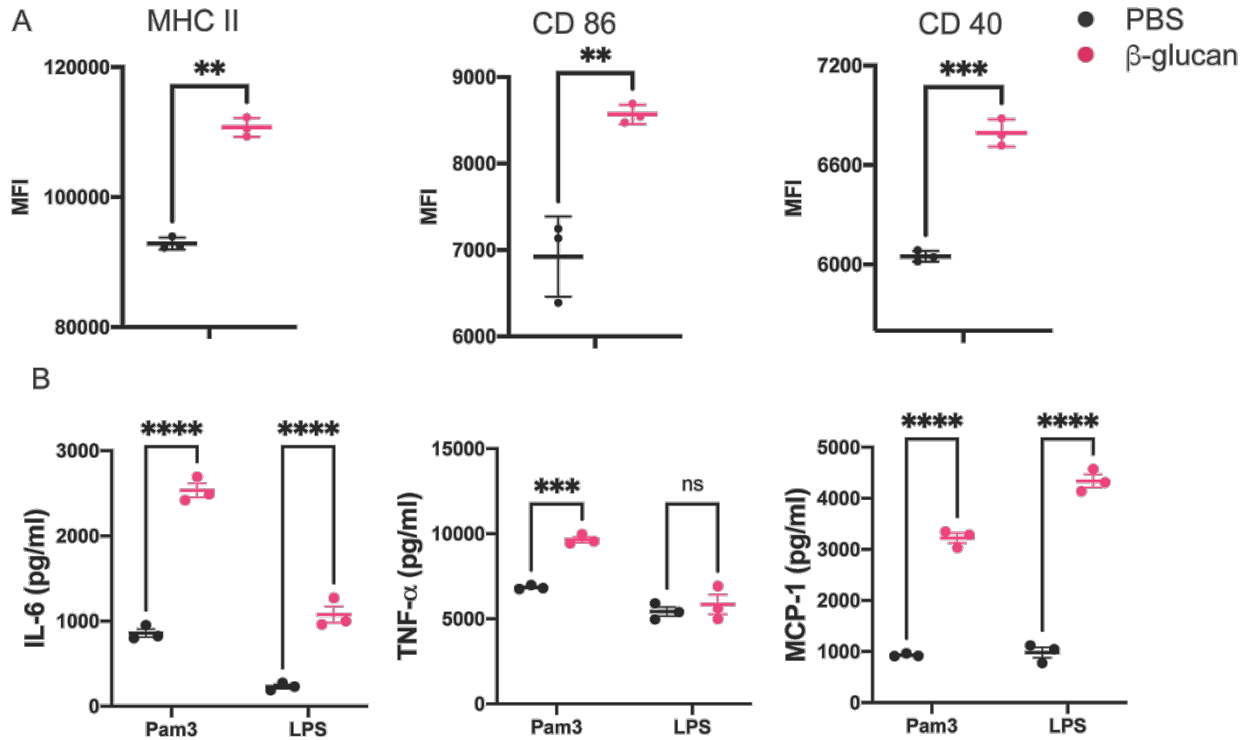 A
MHC II
CD 86
CD 40
PBS
β-glucan
120000
100000
80000
MFI
**
9000
8000
7000
6000
MFI
**
7200
6600
6000
MFI
***
B
3000
2000
1000
0
IL-6 (pg/ml)
****
****
Pam3
LPS
15000
10000
5000
0
TNF-α (pg/ml)
***
ns
Pam3
LPS
5000
4000
3000
2000
1000
0
MCP-1 (pg/ml)
****
****
Pam3
LPS